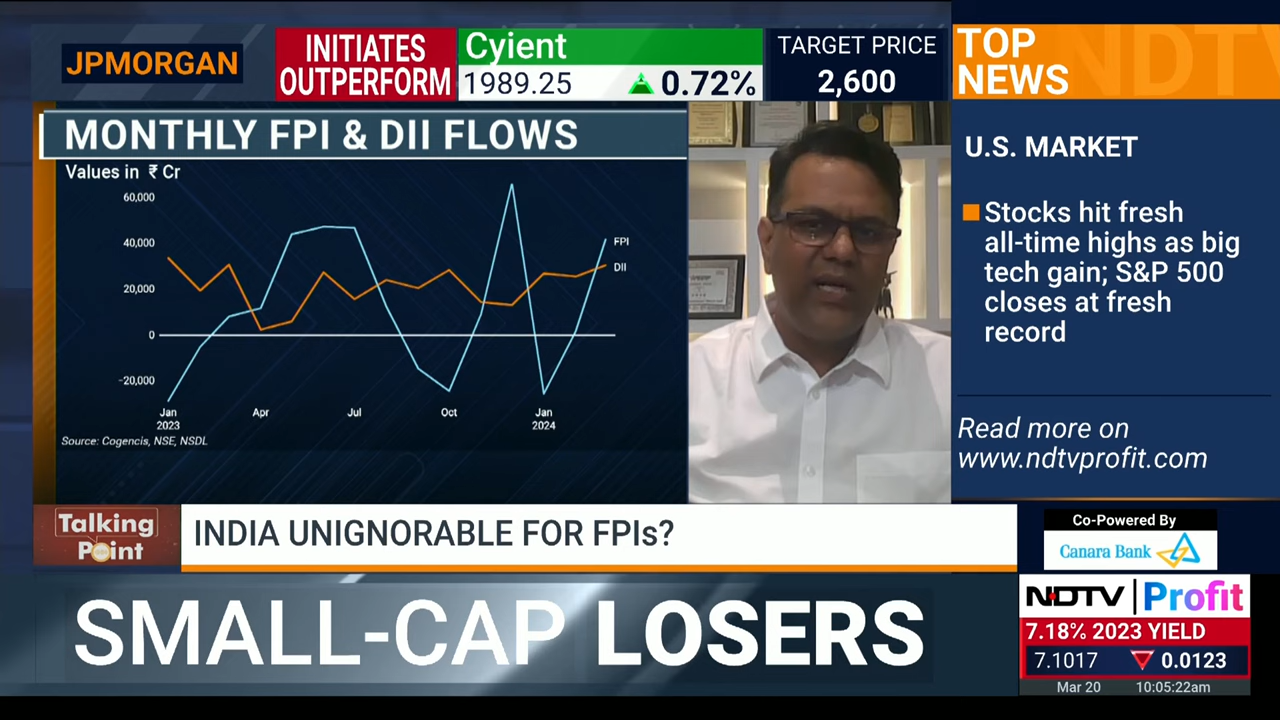 JPMORGAN
INITIATES
OUTPERFORM
Cyient
1989.25 0.72%
TARGET PRICE
2,600
TOP
NEWS
NDTV
MONTHLY FPI & DII FLOWS
Values in ₹ Cr
60,000
40,000
20,000
0
-20,000
FPI
DII
Jan
2023
Apr
Jul
Oct
Jan
2024
Source: Cogencis, NSE, NSDL
U.S. MARKET
Stocks hit fresh
all-time highs as big
tech gain; S&P 500
closes at fresh
record
Read more on
www.ndtvprofit.com
Talking
Point
INDIA UNIGNORABLE FOR FPIs?
Co-Powered By
Canara Bank
SMALL-CAP LOSERS
NDTV Profit
7.18% 2023 YIELD
7.1017 0.0123
Mar 20 10:05:22am